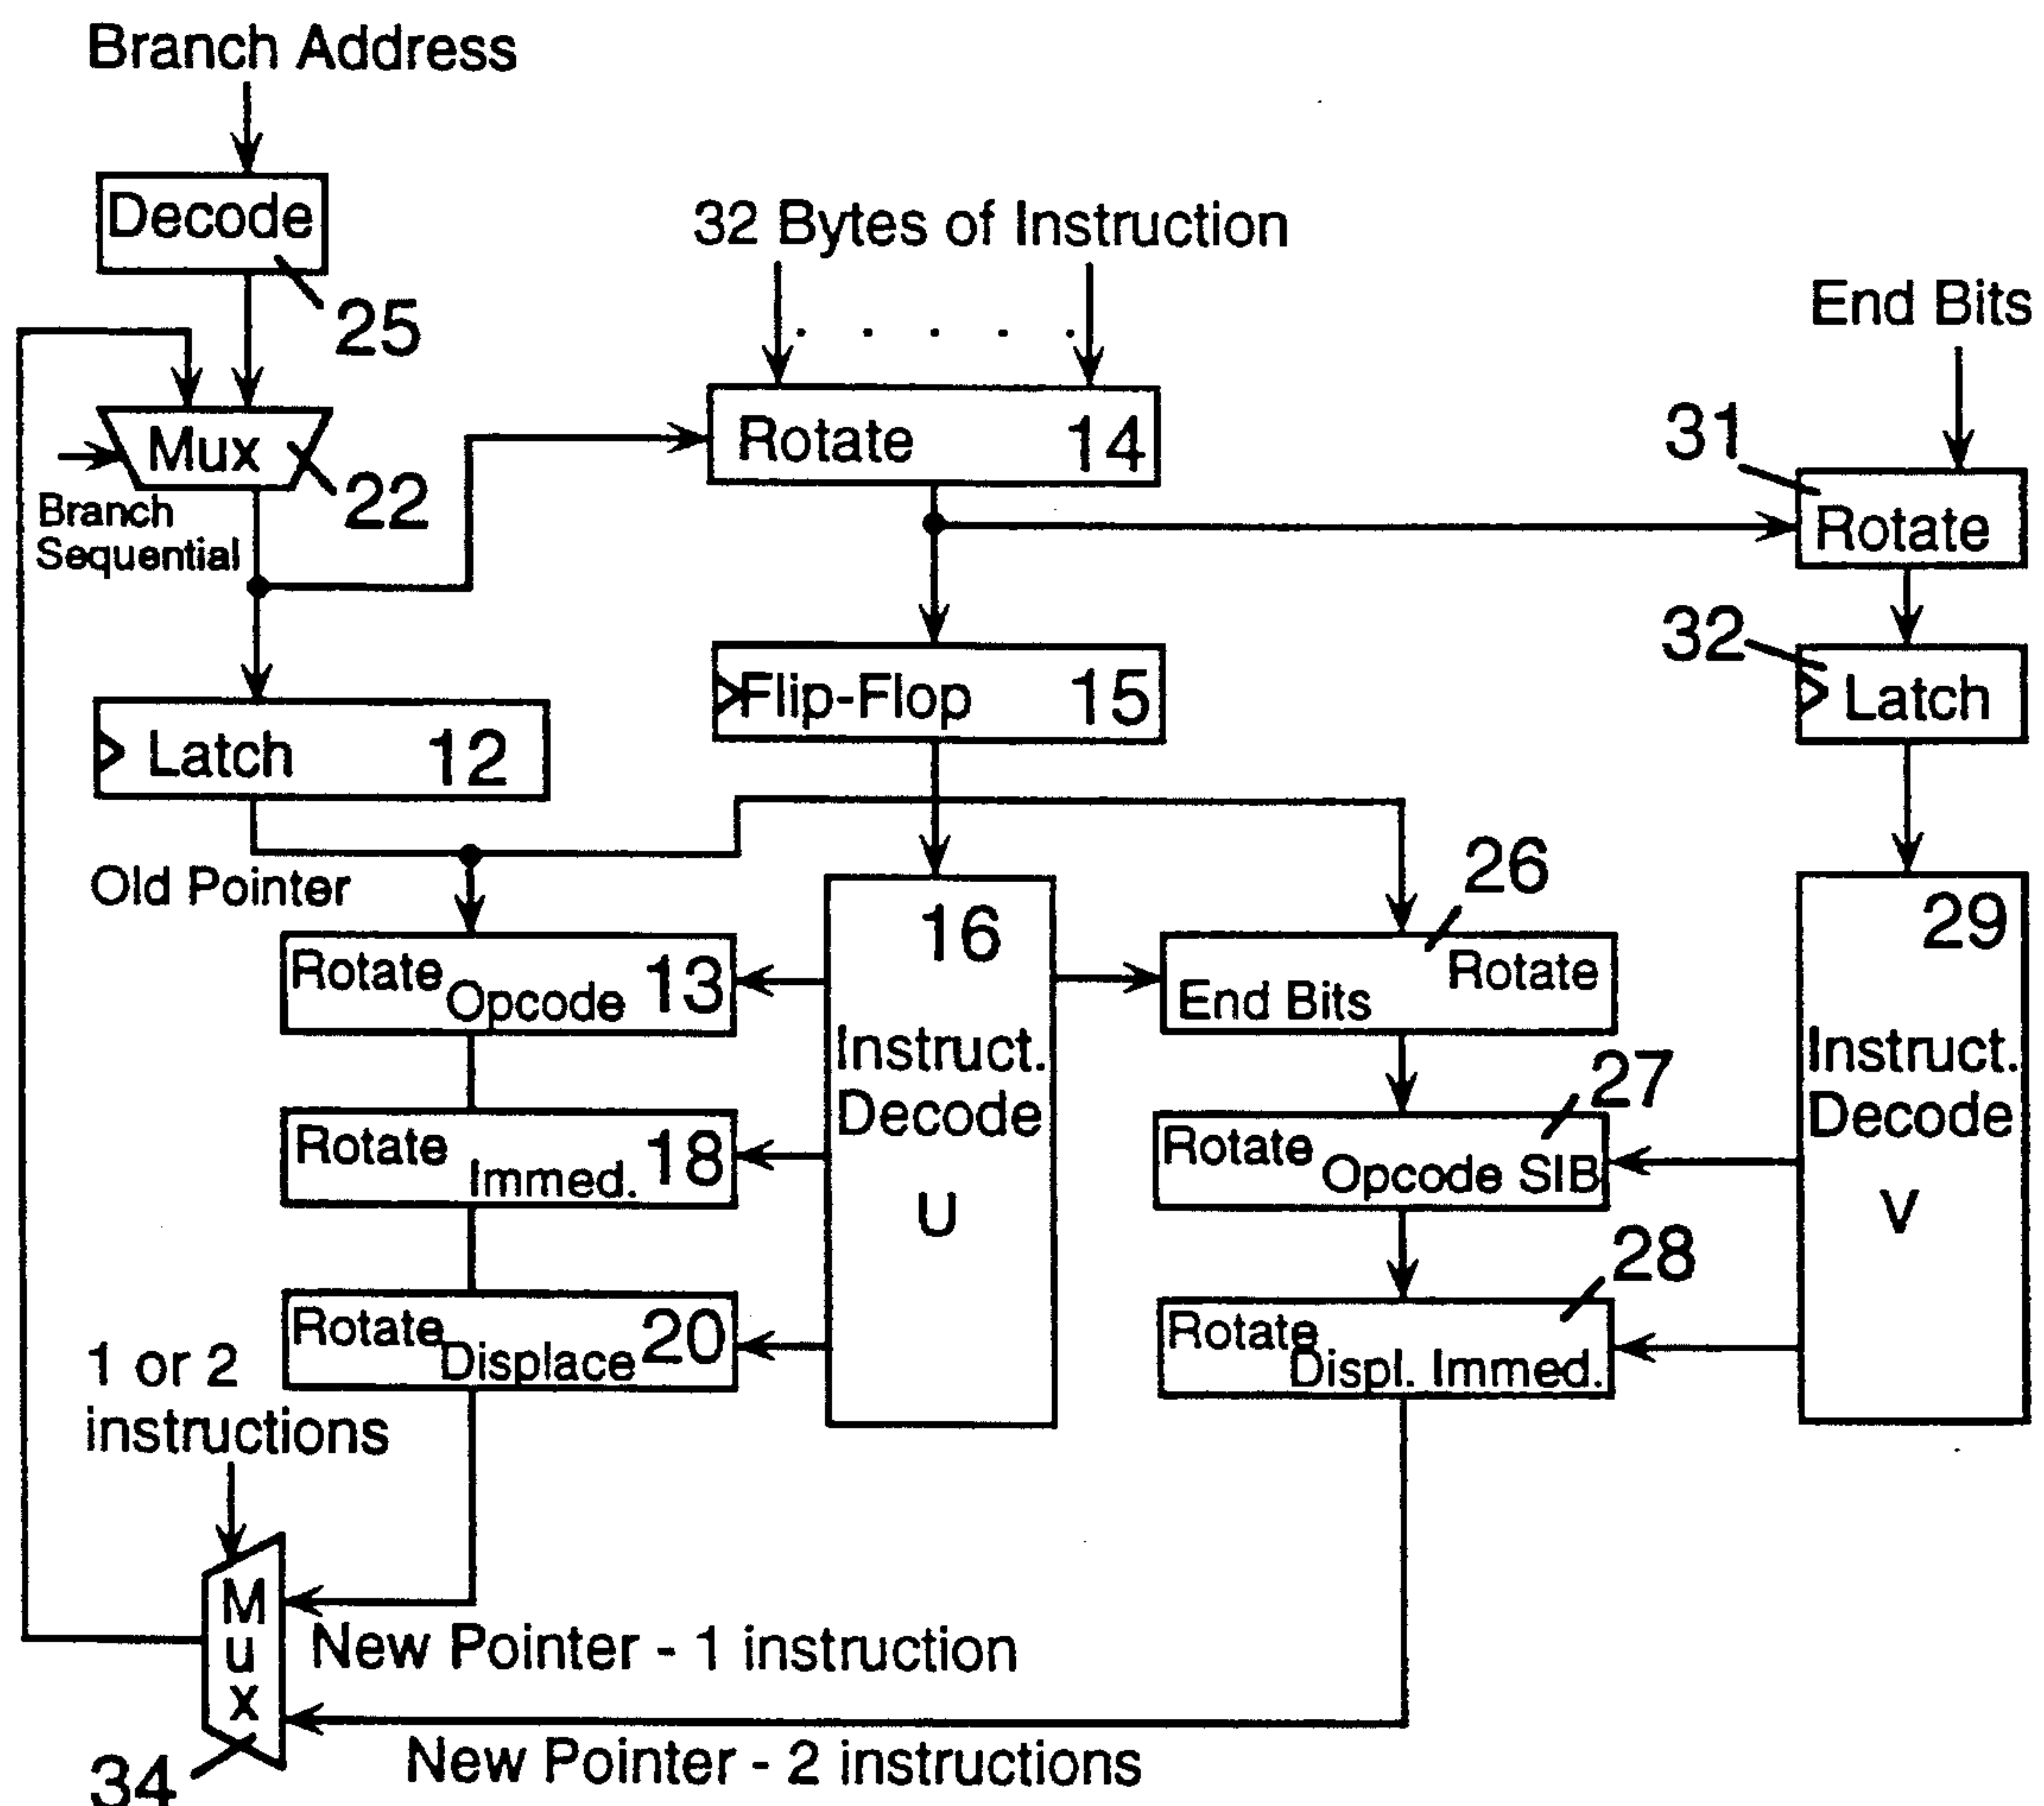 Branch Address
Decode
25
32 Bytes of Instruction
End Bits
Mux
22
Branch
Sequential
Rotate 14
31
Rotate
Flip-Flop 15
32
Latch
Latch 12
Old Pointer
Rotate Opcode 13
16
Instruct.
Decode
U
26
Rotate
End Bits
29
Instruct.
Decode
V
Rotate Immed. 18
27
Rotate Opcode SIB
Rotate Displace 20
28
Rotate Displ. Immed.
1 or 2
instructions
Mux
New Pointer - 1 instruction
New Pointer - 2 instructions
34